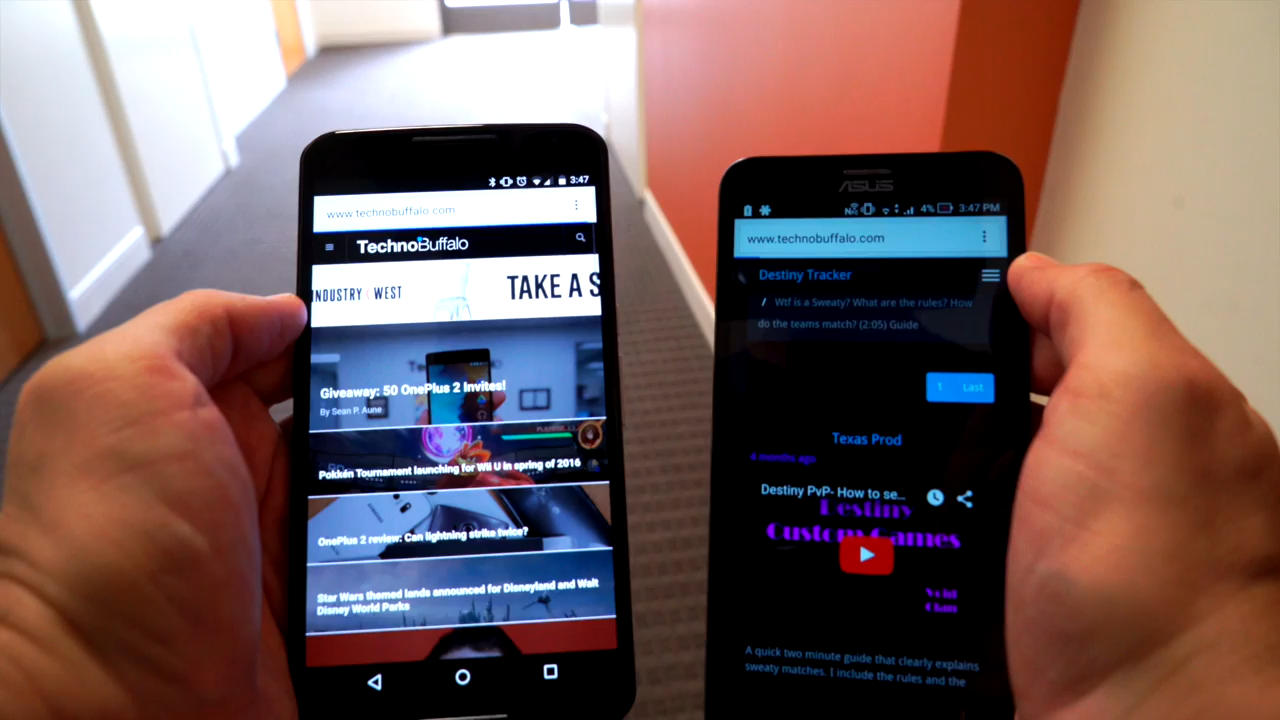 3:47
www.technobuffalo.com
TechnoBuffalo
INDUSTRY WEST
TAKE A S
Giveaway: 50 OnePlus 2 Invites!
By Sean P. Aune
Pokkén Tournament launching for Wii U in spring of 2016
OnePlus 2 review: Can lightning strike twice?
Star Wars themed lands announced for Disneyland and Walt
Disney World Parks
ASUS
4% 3:47 PM
www.technobuffalo.com
Destiny Tracker
/ Wtf is a Sweaty? What are the rules? How
do the teams match? (2:05) Guide
1 Last
Texas Prod
4 months ago
Destiny PvP- How to se...
Destiny
Custom Games
Void
Clan
A quick two minute guide that clearly explains
sweaty matches. I include the rules and the